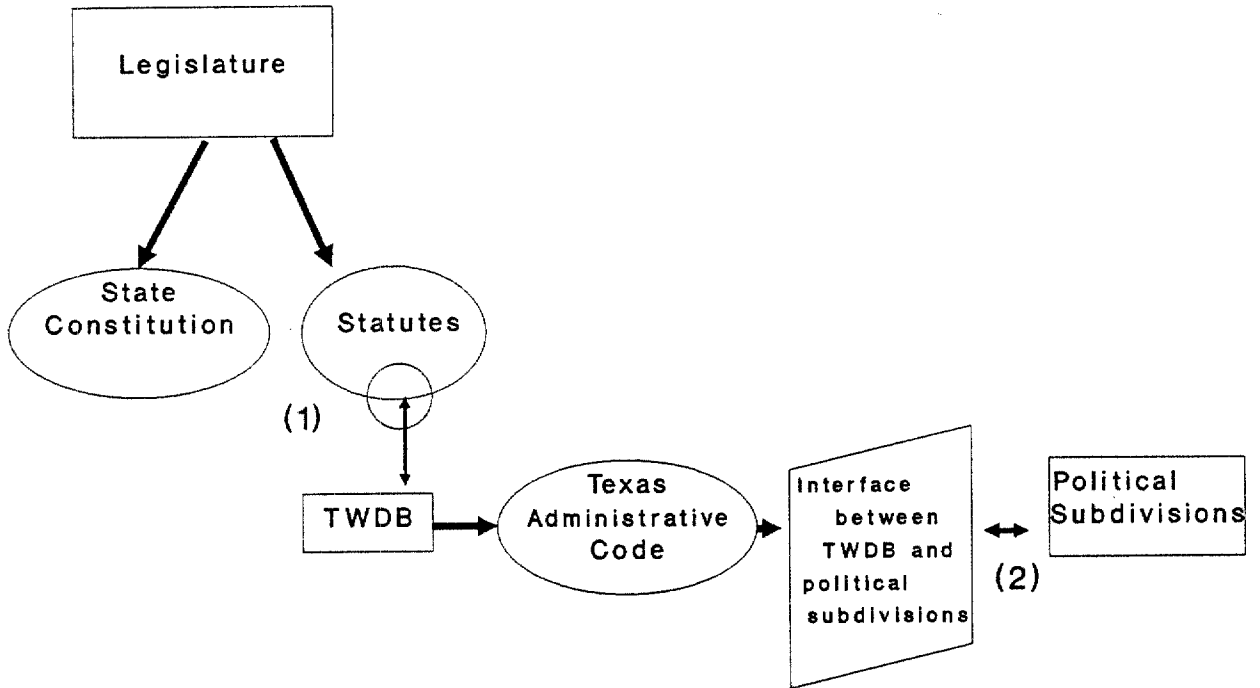 Legislature
State
Constitution
Statutes
(1)
TWDB
Texas
Administrative
Code
Interface
between
TWDB and
political
subdivisions
(2)
Political
Subdivisions